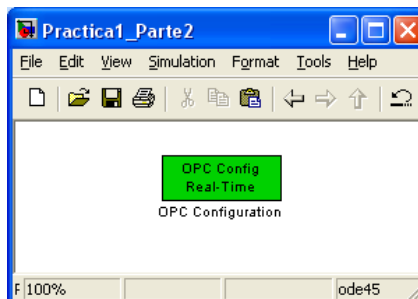 Practica1_Parte2
File Edit View Simulation Format Tools Help
OPC Config
Real-Time
OPC Configuration
F 100% ode45